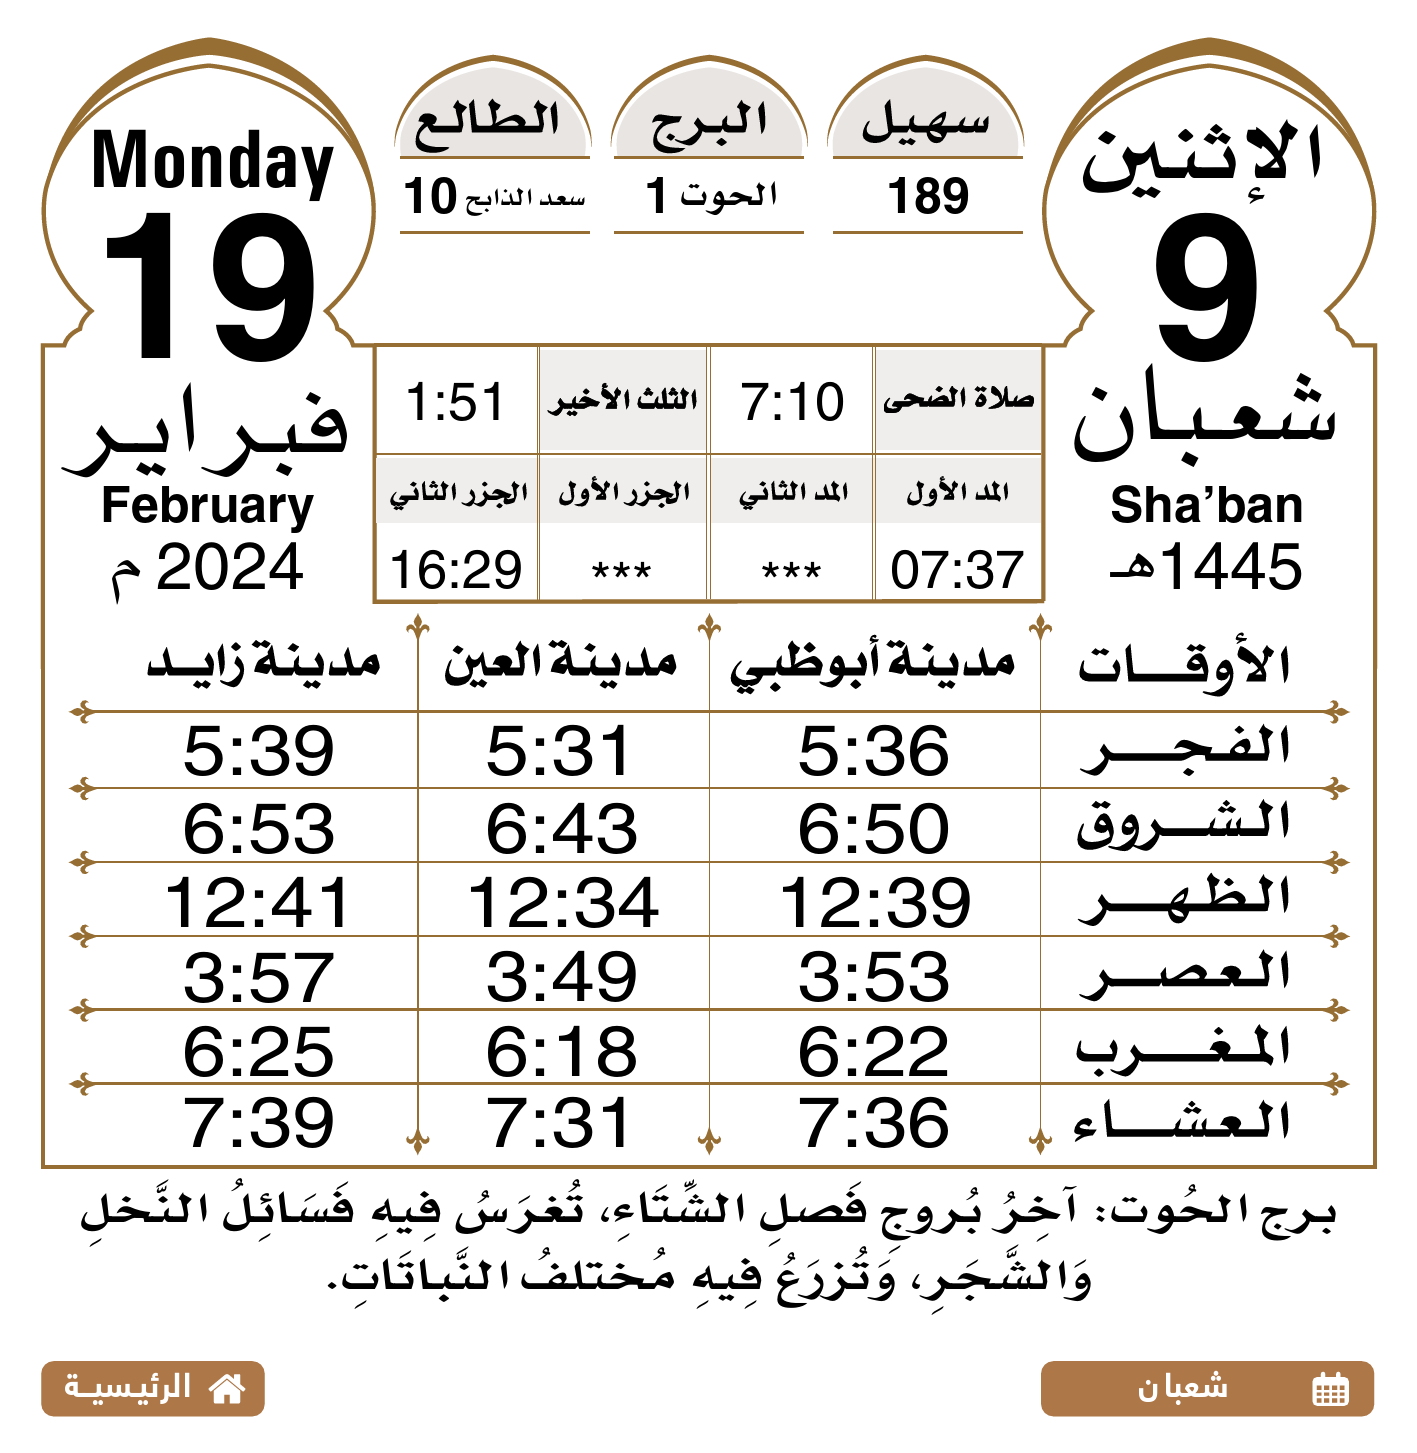 الإثنين
9
شعبان
Sha'ban
1445هـ
سهيل
189
البرج
الحوت 1
الطالع
سعد الذابح 10
Monday
19
فبراير
February
2024 م
صلاة الضحى 7:10 الثلث الأخير 1:51
المد الأول المد الثاني الجزر الأول الجزر الثاني
07:37 *** *** 16:29
الأوقات مدينة أبوظبي مدينة العين مدينة زايد
الفجر 5:36 5:31 5:39
الشروق 6:50 6:43 6:53
الظهر 12:39 12:34 12:41
العصر 3:53 3:49 3:57
المغرب 6:22 6:18 6:25
العشاء 7:36 7:31 7:39
برج الحُوت: آخِرُ بُروجِ فَصلِ الشِّتَاءِ، تُغرَسُ فِيهِ فَسَائِلُ النَّخلِ
وَالشَّجَرِ، وَتُزرَعُ فِيهِ مُختلفُ النَّباتَاتِ.
شعبان
الرئيسية